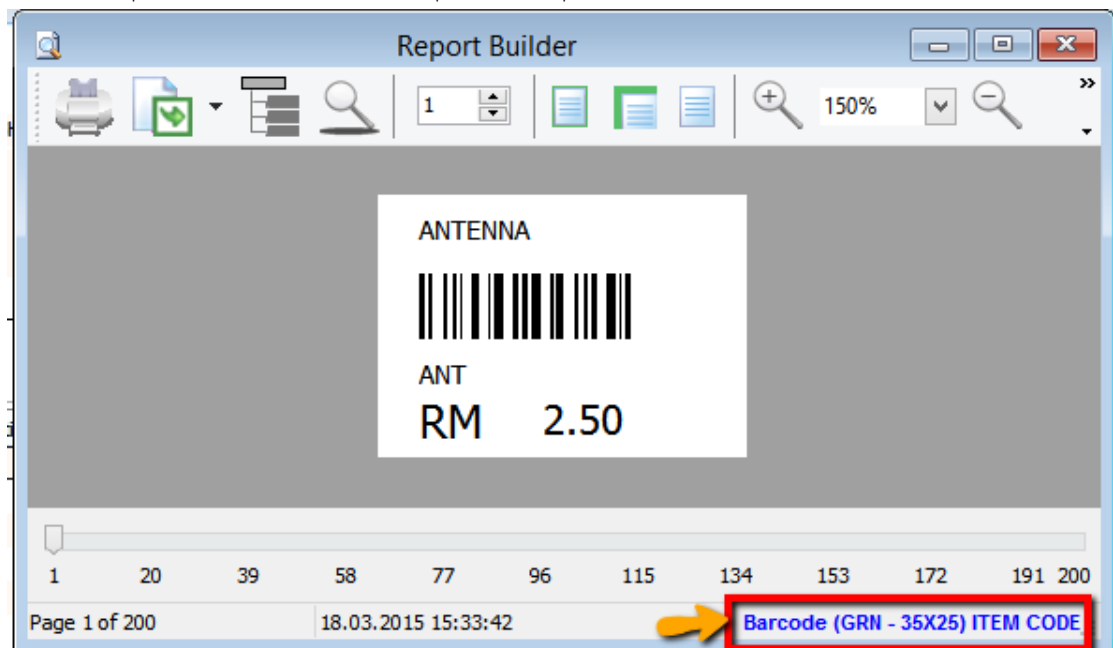 Report Builder
1
150%
»
ANTENNA
ANT
RM 2.50
1 20 39 58 77 96 115 134 153 172 191 200
Page 1 of 200 18.03.2015 15:33:42 Barcode (GRN - 35X25) ITEM CODE